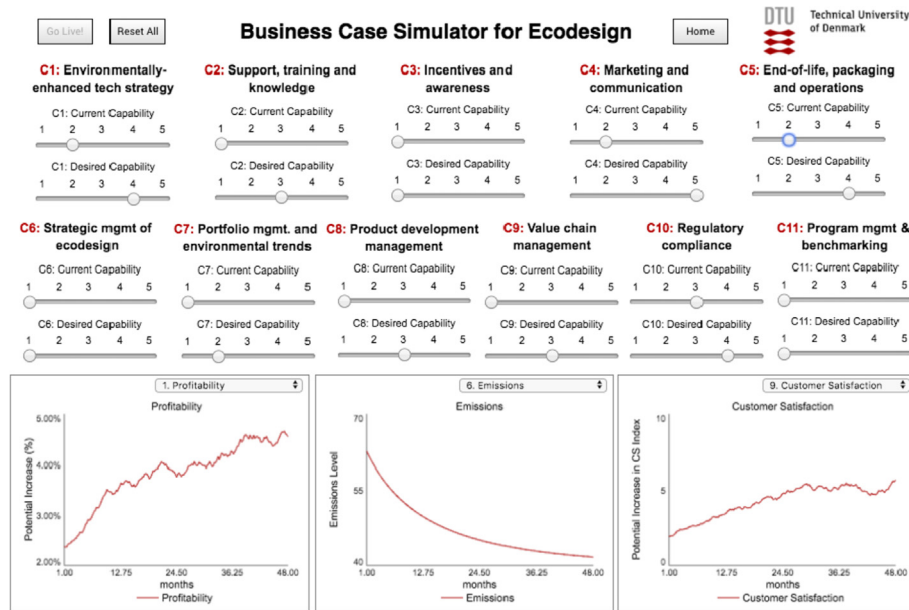 Go Live!
Reset All
Business Case Simulator for Ecodesign
Home
DTU
Technical University
of Denmark
C1: Environmentally-
enhanced tech strategy
C1: Current Capability
1 2 3 4 5
C1: Desired Capability
1 2 3 4 5
C2: Support, training and
knowledge
C2: Current Capability
1 2 3 4 5
C2: Desired Capability
1 2 3 4 5
C3: Incentives and
awareness
C3: Current Capability
1 2 3 4 5
C3: Desired Capability
1 2 3 4 5
C4: Marketing and
communication
C4: Current Capability
1 2 3 4 5
C4: Desired Capability
1 2 3 4 5
C5: End-of-life, packaging
and operations
C5: Current Capability
1 2 3 4 5
C5: Desired Capability
1 2 3 4 5
C6: Strategic mgmt of
ecodesign
C6: Current Capability
1 2 3 4 5
C6: Desired Capability
1 2 3 4 5
C7: Portfolio mgmt. and
environmental trends
C7: Current Capability
1 2 3 4 5
C7: Desired Capability
1 2 3 4 5
C8: Product development
management
C8: Current Capability
1 2 3 4 5
C8: Desired Capability
1 2 3 4 5
C9: Value chain
management
C9: Current Capability
1 2 3 4 5
C9: Desired Capability
1 2 3 4 5
C10: Regulatory
compliance
C10: Current Capability
1 2 3 4 5
C10: Desired Capability
1 2 3 4 5
C11: Program mgmt &
benchmarking
C11: Current Capability
1 2 3 4 5
C11: Desired Capability
1 2 3 4 5
1. Profitability
Profitability
Potential Increase (%)
5.00%
4.00%
3.00%
2.00%
1.00 12.75 24.50 36.25 48.00
months
Profitability
6. Emissions
Emissions
Emissions Level
70
55
40
1.00 12.75 24.50 36.25 48.00
months
Emissions
9. Customer Satisfaction
Customer Satisfaction
Potential Increase in CS Index
10
5
0
1.00 12.75 24.50 36.25 48.00
months
Customer Satisfaction